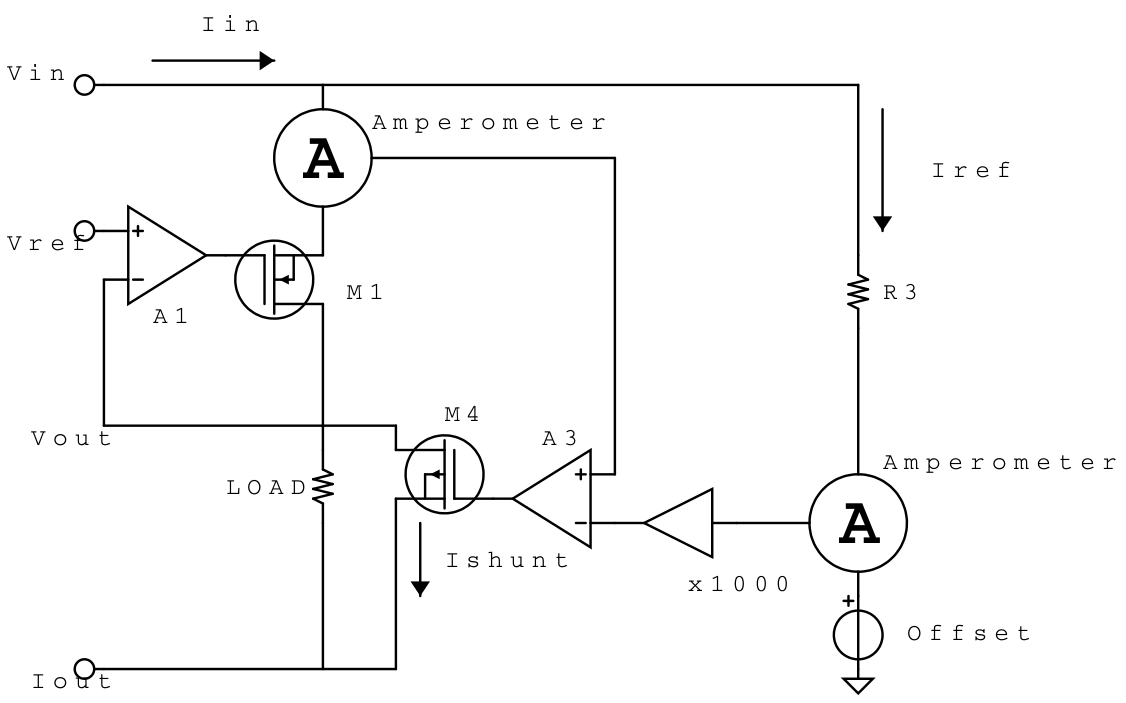 Iin
Vin
Amperometer
A
Iref
Vref
+
−
M1
R3
A1
M4
Vout
A3
Amperometer
LOAD
+
A
−
Ishunt
x1000
+
Offset
Iout